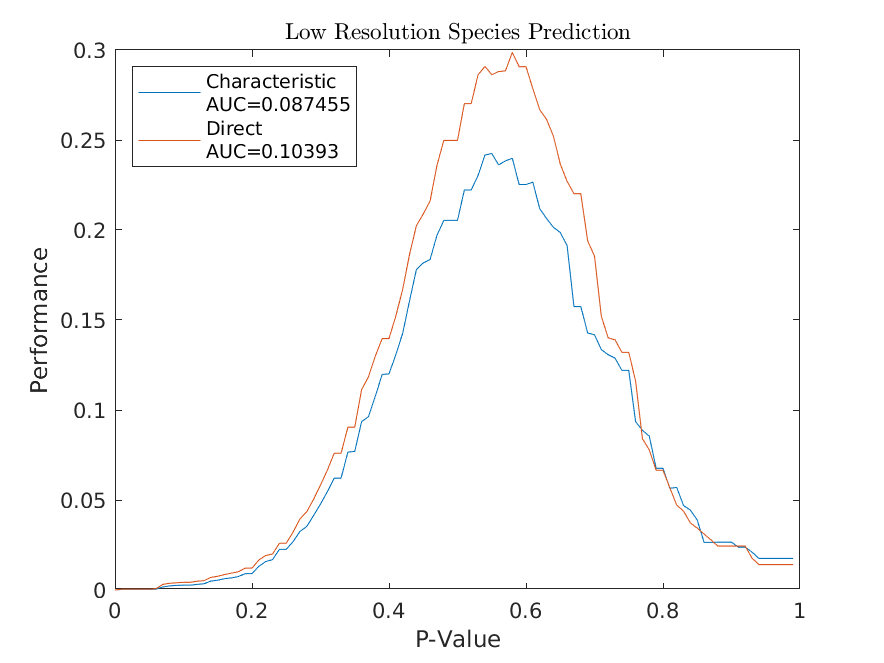 Low Resolution Species Prediction
0.3
0.25
0.2
0.15
0.1
0.05
0
Performance
Characteristic
AUC=0.087455
Direct
AUC=0.10393
0 0.2 0.4 0.6 0.8 1
P-Value